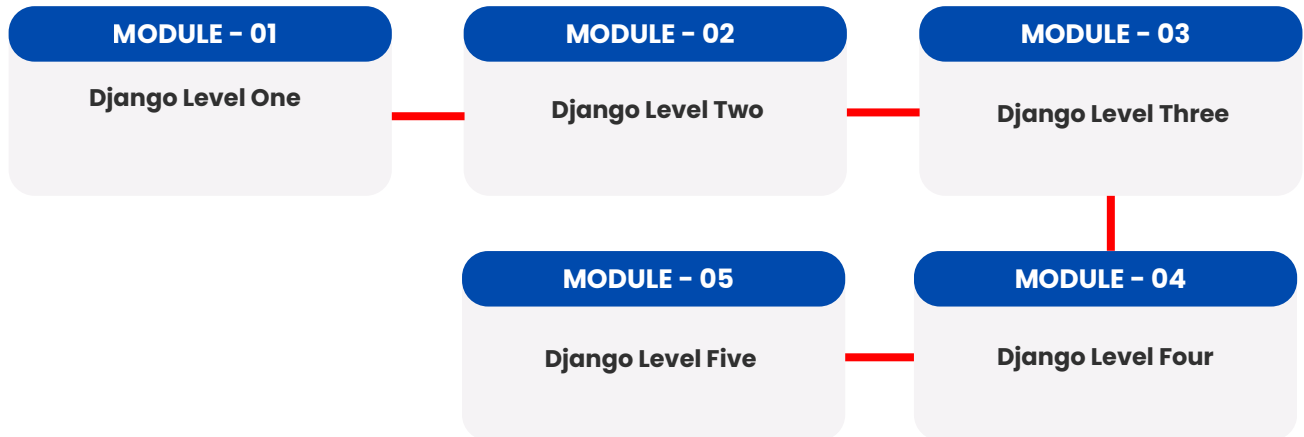 MODULE - 01
Django Level One
MODULE - 02
Django Level Two
MODULE - 03
Django Level Three
MODULE - 04
Django Level Four
MODULE - 05
Django Level Five